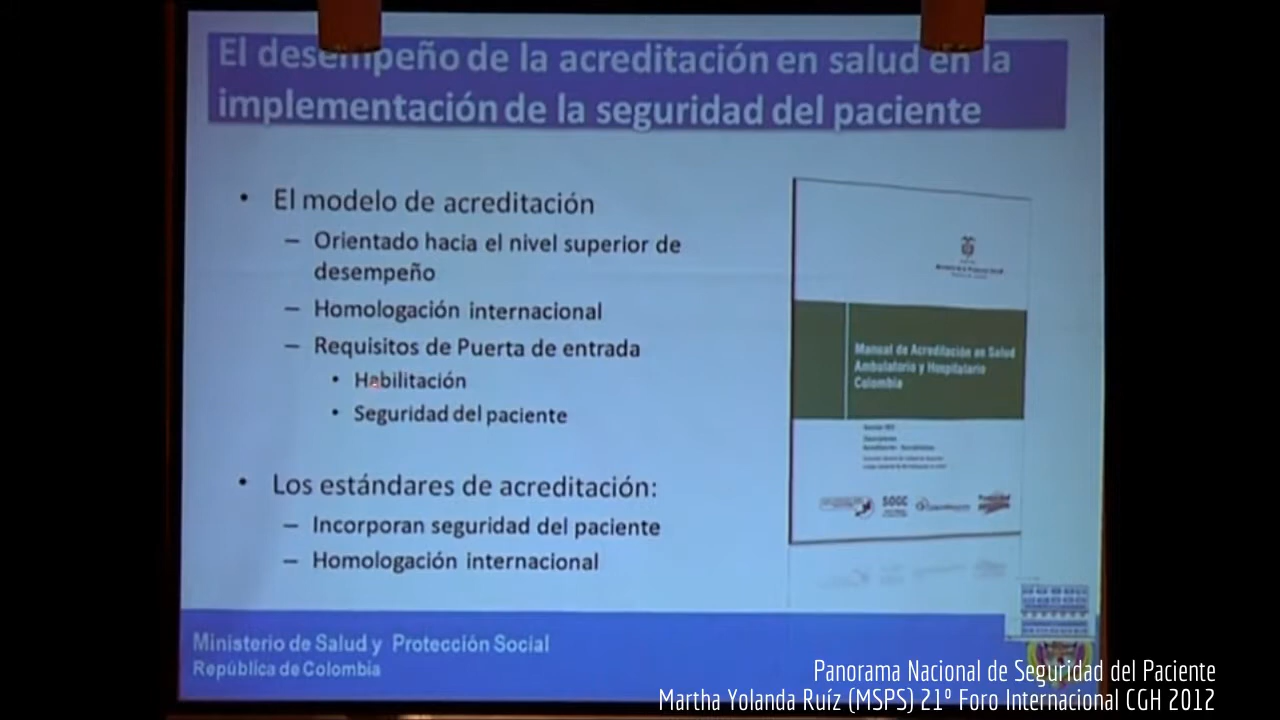 El desempeño de la acreditación en salud en la
implementación de la seguridad del paciente
• El modelo de acreditación
– Orientado hacia el nivel superior de
desempeño
– Homologación internacional
– Requisitos de Puerta de entrada
• Habilitación
• Seguridad del paciente
• Los estándares de acreditación:
– Incorporan seguridad del paciente
– Homologación internacional
Manual de Acreditación en Salud
Ambulatorio y Hospitalario
Colombia
SOGC
Ministerio de Salud y Protección Social
República de Colombia
Panorama Nacional de Seguridad del Paciente
Martha Yolanda Ruíz (MSPS) 21º Foro Internacional CGH 2012